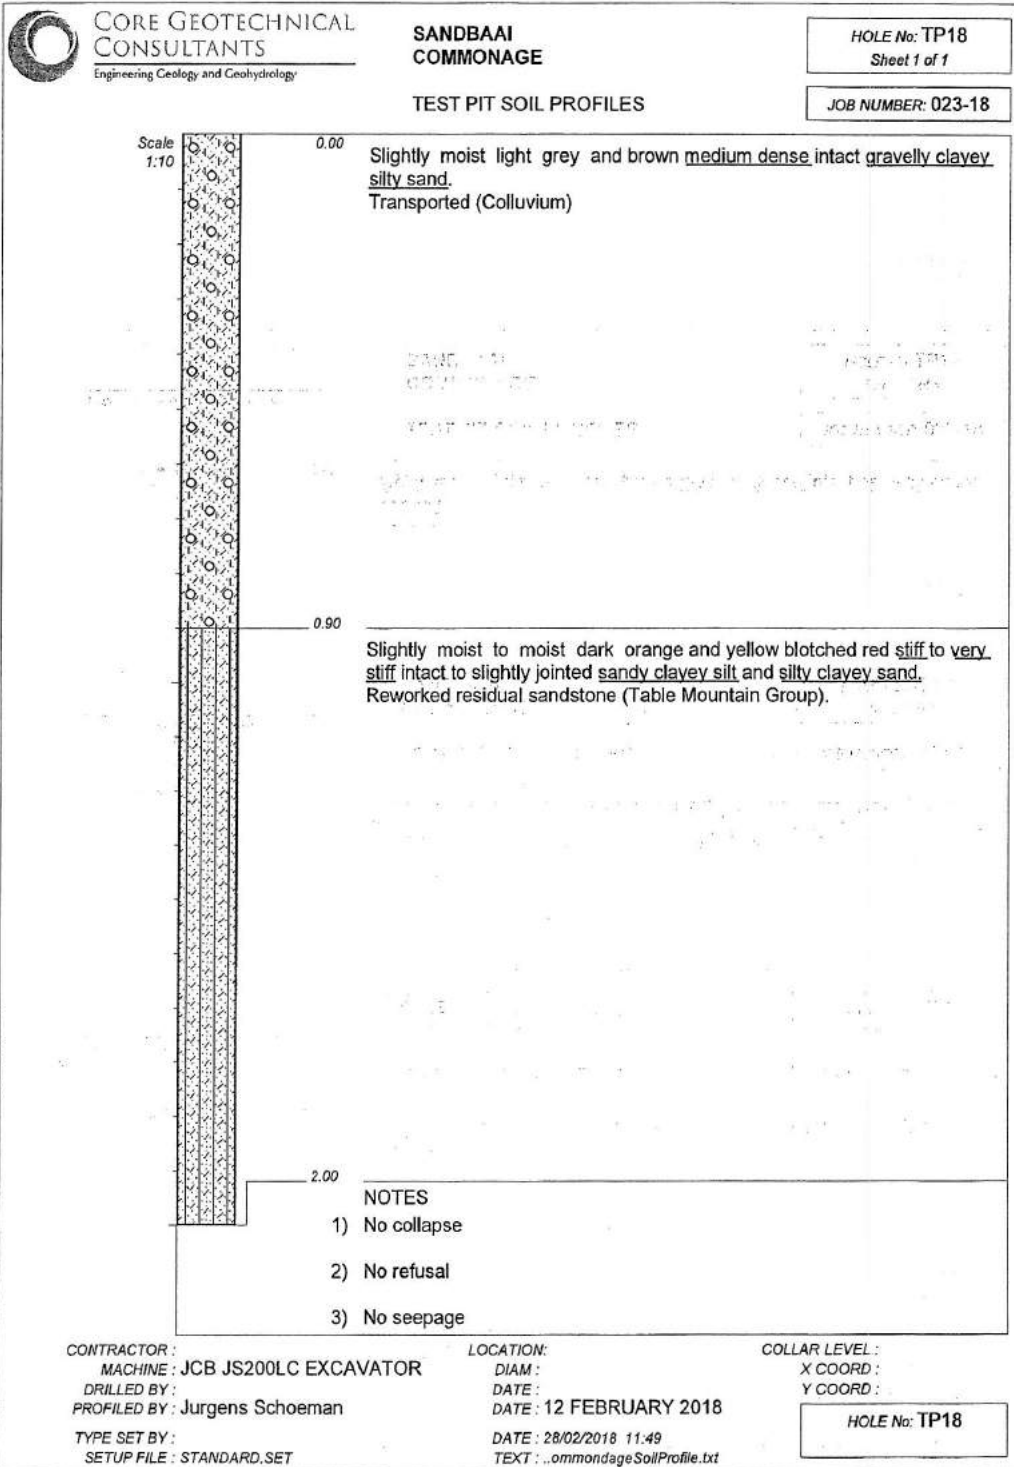 CORE GEOTECHNICAL
CONSULTANTS
Engineering Geology and Geohydrology
SANDBAAI
COMMONAGE
TEST PIT SOIL PROFILES
HOLE No: TP18
Sheet 1 of 1
JOB NUMBER: 023-18
Scale
1:10
0.00
Slightly moist light grey and brown medium dense intact gravelly clayey
silty sand.
Transported (Colluvium)
0.90
Slightly moist to moist dark orange and yellow blotched red stiff to very
stiff intact to slightly jointed sandy clayey silt and silty clayey sand.
Reworked residual sandstone (Table Mountain Group).
2.00
NOTES
1) No collapse
2) No refusal
3) No seepage
CONTRACTOR :
MACHINE : JCB JS200LC EXCAVATOR
DRILLED BY :
PROFILED BY : Jurgens Schoeman
TYPE SET BY :
SETUP FILE : STANDARD.SET
LOCATION:
DIAM :
DATE :
DATE : 12 FEBRUARY 2018
DATE : 28/02/2018 11:49
TEXT : ..ommondageSoilProfile.txt
COLLAR LEVEL :
X COORD :
Y COORD :
HOLE No: TP18